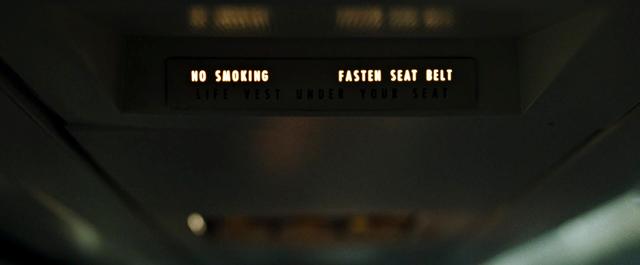 NO SMOKING FASTEN SEAT BELT
LIFE VEST UNDER YOUR SEAT